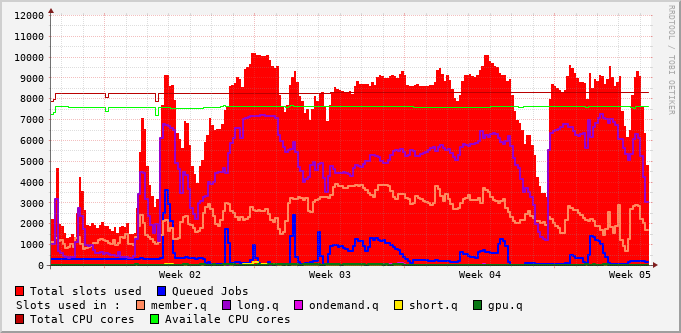 12000
11000
10000
9000
8000
7000
6000
5000
4000
3000
2000
1000
0
Week 02 Week 03 Week 04 Week 05
RRDTOOL / TOBI OETIKER
Total slots used Queued Jobs
Slots used in : member.q long.q ondemand.q short.q gpu.q
Total CPU cores Availale CPU cores